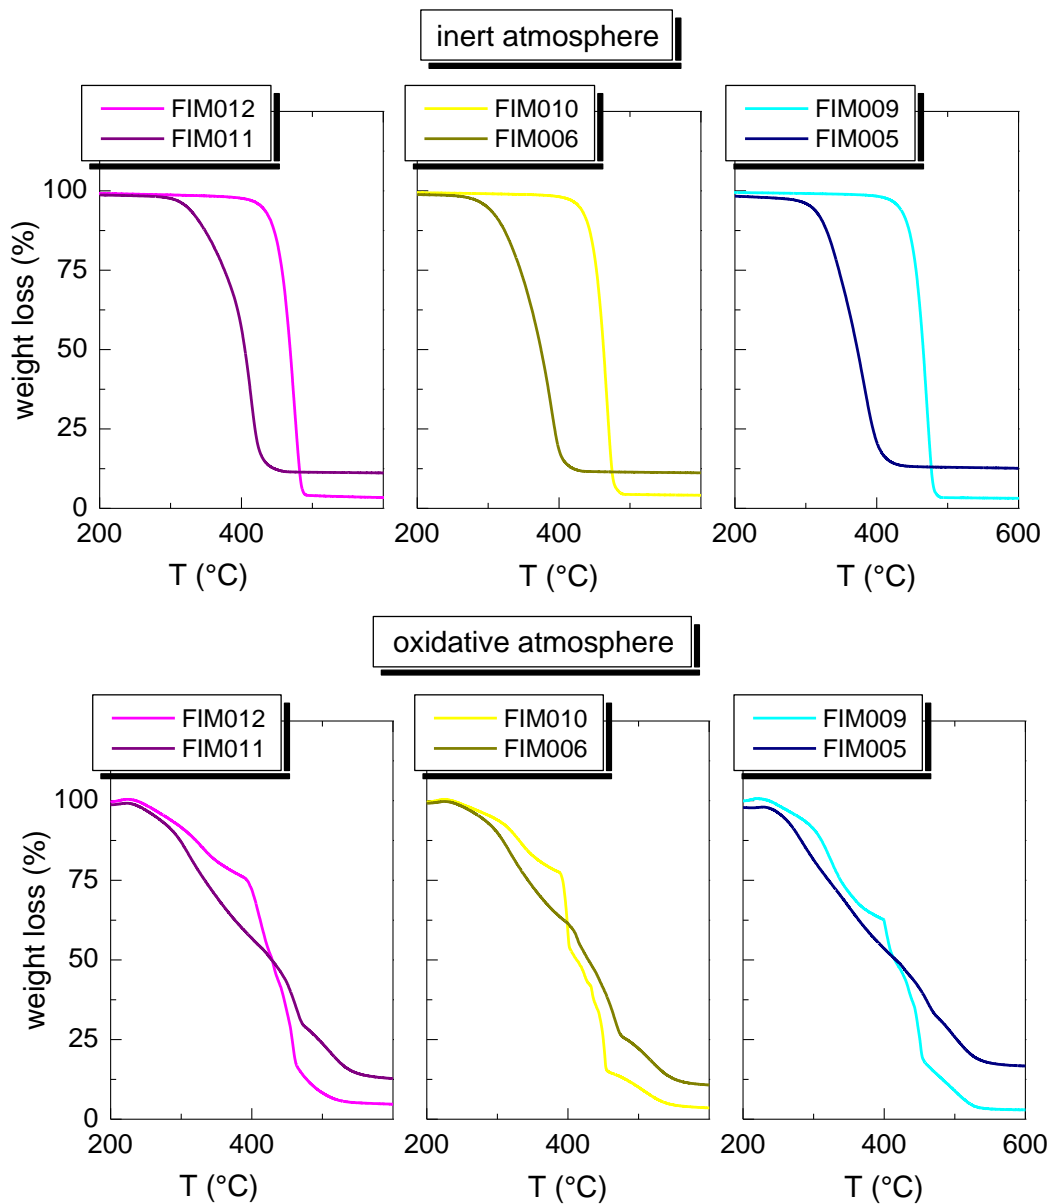 inert atmosphere
FIM012
FIM011
FIM010
FIM006
FIM009
FIM005
weight loss (%)
100
75
50
25
0
200
400
200
400
200
400
600
T (°C)
T (°C)
T (°C)
oxidative atmosphere
FIM012
FIM011
FIM010
FIM006
FIM009
FIM005
weight loss (%)
100
75
50
25
0
200
400
200
400
200
400
600
T (°C)
T (°C)
T (°C)